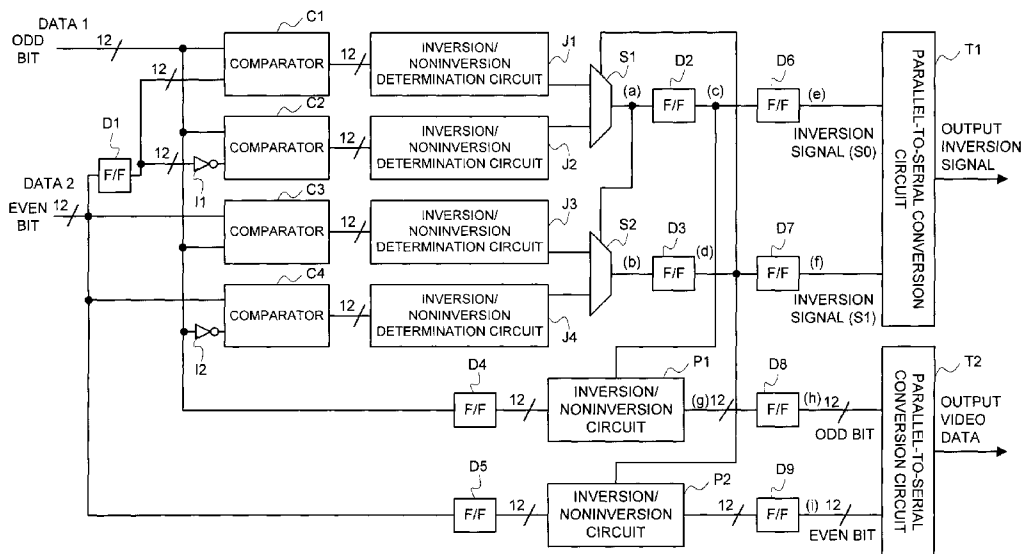 DATA 1
ODD
BIT
12
C1
COMPARATOR
12
INVERSION/
NONINVERSION
DETERMINATION CIRCUIT
J1
S1
(a)
D2
F/F
(c)
D6
F/F
(e)
INVERSION
SIGNAL (S0)
PARALLEL-TO-SERIAL CONVERSION
CIRCUIT
T1
OUTPUT
INVERSION
SIGNAL
12
D1
F/F
12
I1
C2
COMPARATOR
12
INVERSION/
NONINVERSION
DETERMINATION CIRCUIT
J2
DATA 2
EVEN
BIT
12
C3
COMPARATOR
12
INVERSION/
NONINVERSION
DETERMINATION CIRCUIT
J3
S2
(b)
D3
F/F
(d)
D7
F/F
(f)
INVERSION
SIGNAL (S1)
I2
C4
COMPARATOR
12
INVERSION/
NONINVERSION
DETERMINATION CIRCUIT
J4
D4
F/F
12
INVERSION/
NONINVERSION
CIRCUIT
P1
(g)
12
D8
F/F
(h)
12
ODD BIT
PARALLEL-TO-SERIAL
CONVERSION CIRCUIT
T2
OUTPUT
VIDEO
DATA
D5
F/F
12
INVERSION/
NONINVERSION
CIRCUIT
P2
12
D9
F/F
(i)
12
EVEN BIT